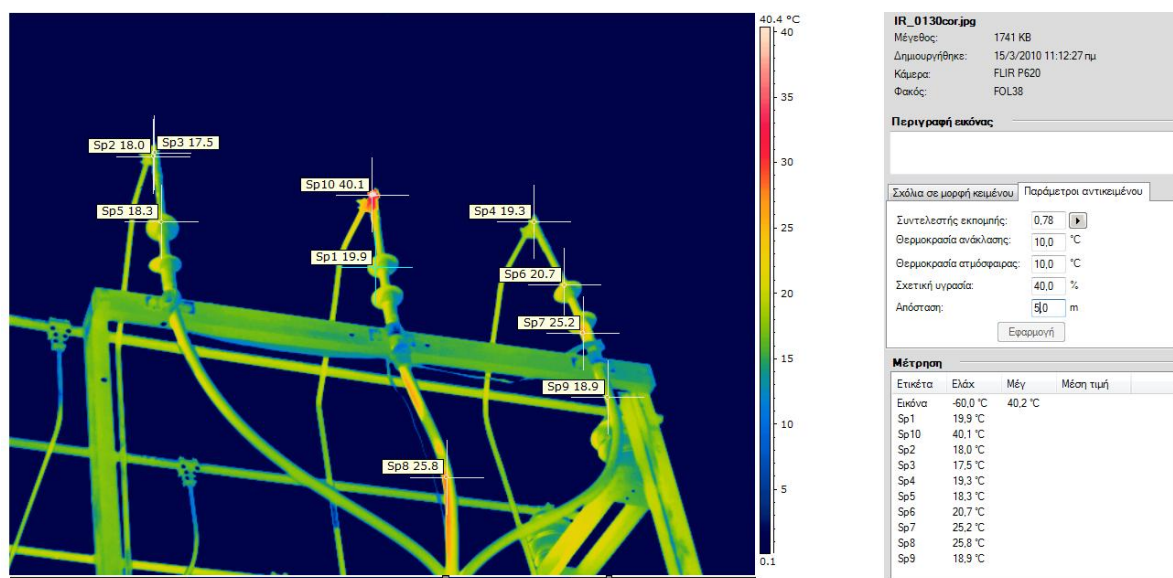 Sp2 18.0
Sp3 17.5
Sp10 40.1
Sp5 18.3
Sp4 19.3
Sp1 19.9
Sp6 20.7
Sp7 25.2
Sp9 18.9
Sp8 25.8
40.4 °C
40
35
30
25
20
15
10
5
0.1
IR_0130cor.jpg
Μέγεθος: 1741 KB
Δημιουργήθηκε: 15/3/2010 11:12:27 πμ
Κάμερα: FLIR P620
Φακός: FOL38
Περιγραφή εικόνας
Σχόλια σε μορφή κειμένου Παράμετροι αντικειμένου
Συντελεστής εκπομπής: 0,78
Θερμοκρασία ανάκλασης: 10,0 °C
Θερμοκρασία ατμόσφαιρας: 10,0 °C
Σχετική υγρασία: 40,0 %
Απόσταση: 5,0 m
Εφαρμογή
Μέτρηση
Ετικέτα Ελάχ Μέγ Μέση τιμή
Εικόνα -60,0 °C 40,2 °C
Sp1 19,9 °C
Sp10 40,1 °C
Sp2 18,0 °C
Sp3 17,5 °C
Sp4 19,3 °C
Sp5 18,3 °C
Sp6 20,7 °C
Sp7 25,2 °C
Sp8 25,8 °C
Sp9 18,9 °C